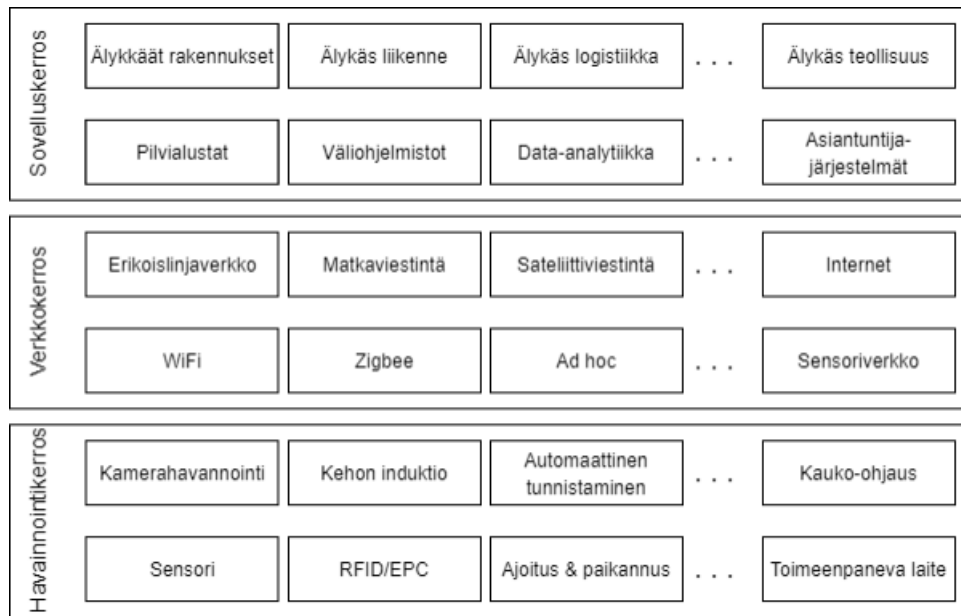 Sovelluskerros
Älykkäät rakennukset
Älykäs liikenne
Älykäs logistiikka
. . .
Älykäs teollisuus
Pilvialustat
Väliohjelmistot
Data-analytiikka
. . .
Asiantuntija-
järjestelmät
Verkkokerros
Erikoislinjaverkko
Matkaviestintä
Sateliittiviestintä
. . .
Internet
WiFi
Zigbee
Ad hoc
. . .
Sensoriverkko
Havainnointikerros
Kamerahavannointi
Kehon induktio
Automaattinen
tunnistaminen
. . .
Kauko-ohjaus
Sensori
RFID/EPC
Ajoitus & paikannus
. . .
Toimeenpaneva laite